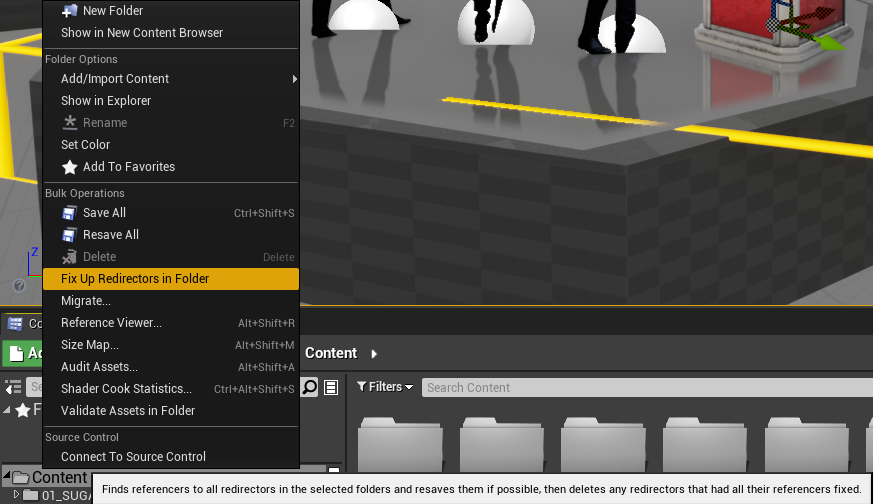 New Folder
Show in New Content Browser
Folder Options
Add/Import Content
Show in Explorer
Rename F2
Set Color
Add To Favorites
Bulk Operations
Save All Ctrl+Shift+S
Resave All
Delete Delete
Fix Up Redirectors in Folder
Migrate...
Reference Viewer... Alt+Shift+R
Size Map... Alt+Shift+M
Audit Assets... Alt+Shift+A
Shader Cook Statistics... Ctrl+Alt+Shift+S
Validate Assets in Folder
Source Control
Connect To Source Control
Z
Content
Filters
Search Content
Content
01_SUGA
Finds referencers to all redirectors in the selected folders and resaves them if possible, then deletes any redirectors that had all their referencers fixed.